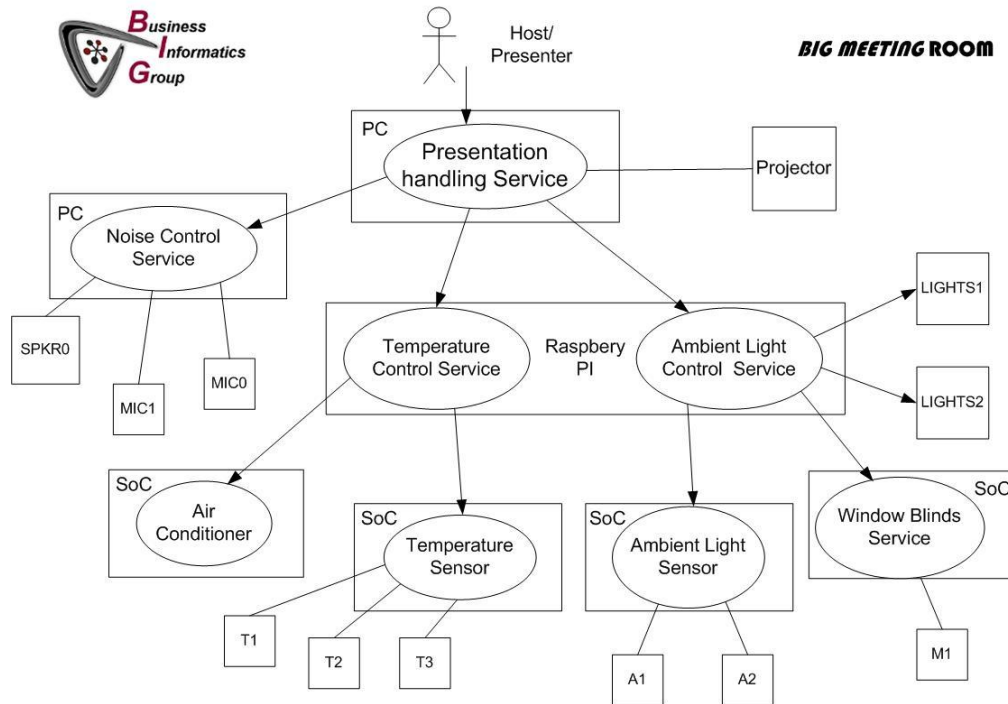 Business
Informatics
Group
Host/
Presenter
BIG MEETING ROOM
PC
Presentation
handling Service
Projector
PC
Noise Control
Service
SPKR0
MIC1
MIC0
Temperature
Control Service
Raspbery
PI
Ambient Light
Control Service
LIGHTS1
LIGHTS2
SoC
Air
Conditioner
SoC
Temperature
Sensor
SoC
Ambient Light
Sensor
SoC
Window Blinds
Service
T1
T2
T3
A1
A2
M1